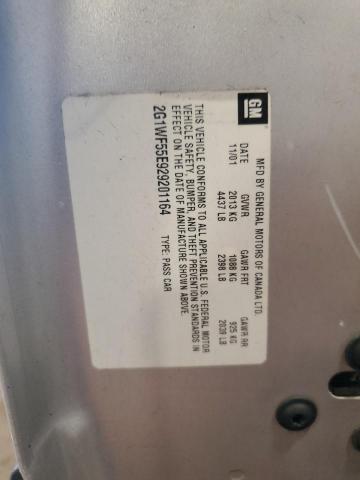 GM
MFD BY GENERAL MOTORS OF CANADA LTD.
DATE GVWR GAWR FRT GAWR RR
11/01 2013 KG 1088 KG 925 KG
4437 LB 2398 LB 2039 LB
THIS VEHICLE CONFORMS TO ALL APPLICABLE U.S. FEDERAL MOTOR
VEHICLE SAFETY, BUMPER, AND THEFT PREVENTION STANDARDS IN
EFFECT ON THE DATE OF MANUFACTURE SHOWN ABOVE.
2G1WF55E929201164 TYPE: PASS CAR